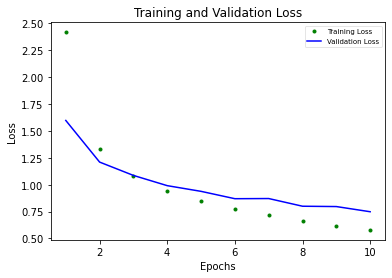 Training and Validation Loss
Training Loss
Validation Loss
2.50
2.25
2.00
1.75
1.50
1.25
1.00
0.75
0.50
Loss
2
4
6
8
10
Epochs